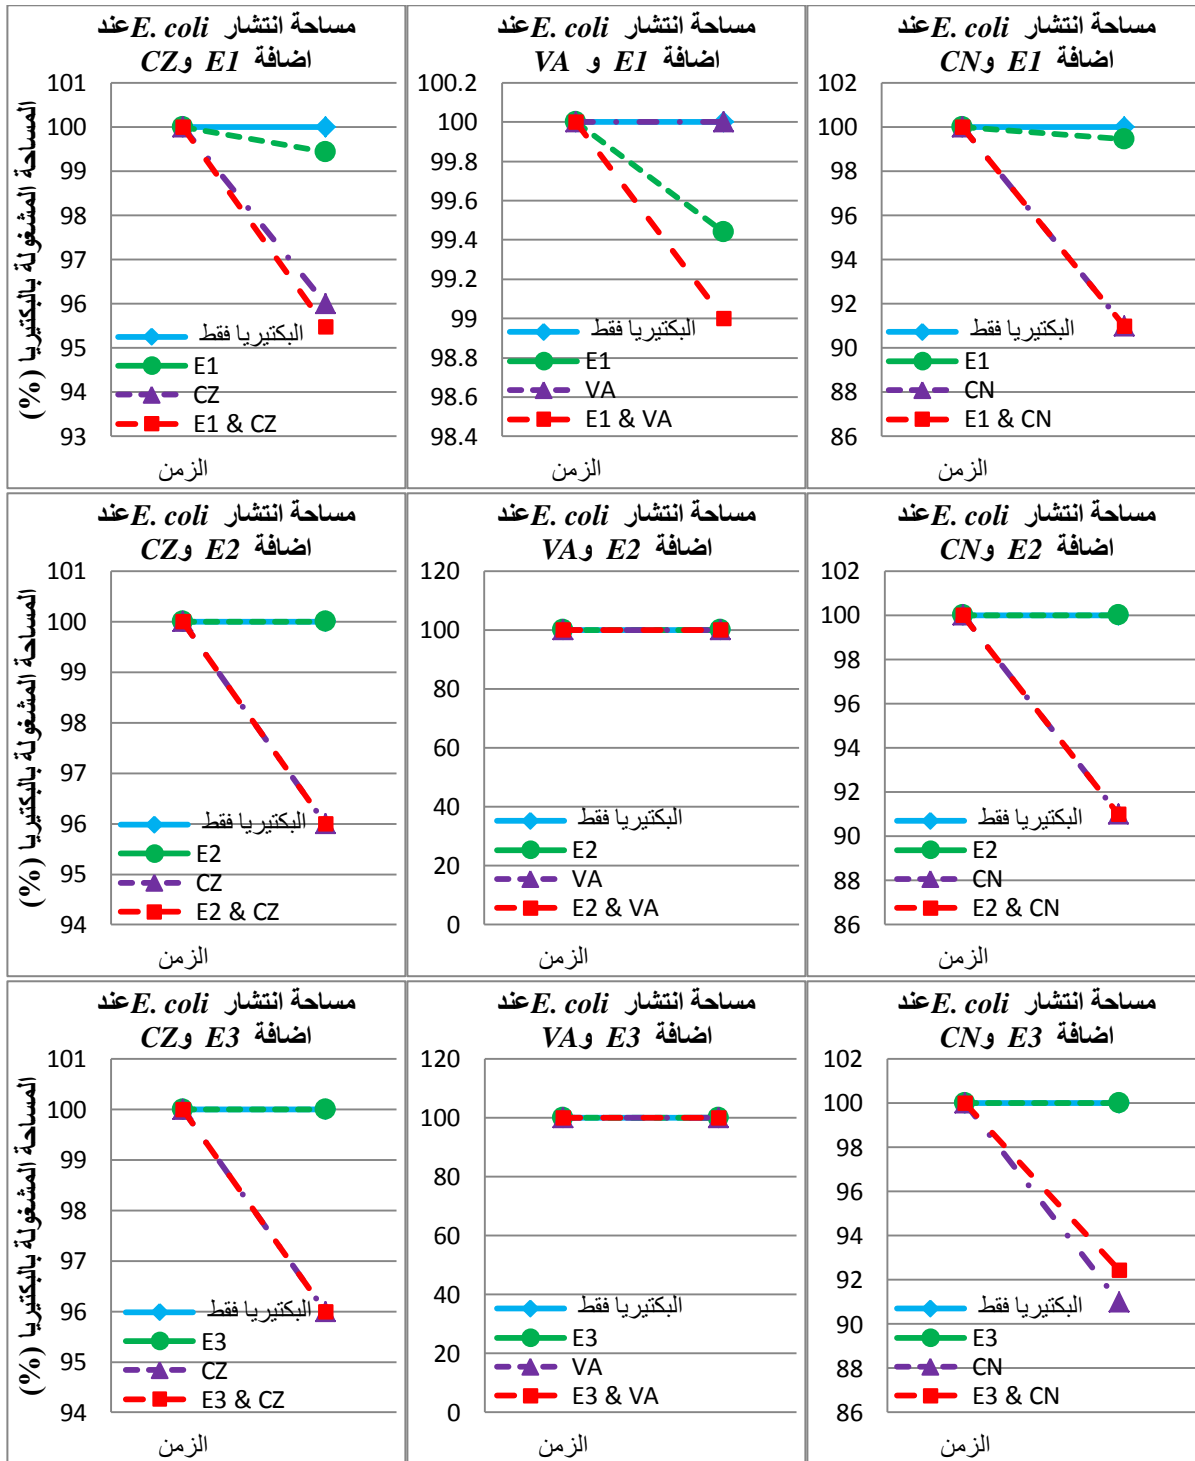 مساحة انتشار E. coli عند
اضافة E1 وCZ
المساحة المشغولة بالبكتيريا (%)
101
100
99
98
97
96
95
94
93
البكتيريا فقط
E1
CZ
E1 & CZ
الزمن
مساحة انتشار E. coli عند
اضافة E1 و VA
100.2
100
99.8
99.6
99.4
99.2
99
98.8
98.6
98.4
البكتيريا فقط
E1
VA
E1 & VA
الزمن
مساحة انتشار E. coli عند
اضافة E1 وCN
102
100
98
96
94
92
90
88
86
البكتيريا فقط
E1
CN
E1 & CN
الزمن
مساحة انتشار E. coli عند
اضافة E2 وCZ
المساحة المشغولة بالبكتيريا (%)
101
100
99
98
97
96
95
94
البكتيريا فقط
E2
CZ
E2 & CZ
الزمن
مساحة انتشار E. coli عند
اضافة E2 وVA
120
100
80
60
40
20
0
البكتيريا فقط
E2
VA
E2 & VA
الزمن
مساحة انتشار E. coli عند
اضافة E2 وCN
102
100
98
96
94
92
90
88
86
البكتيريا فقط
E2
CN
E2 & CN
الزمن
مساحة انتشار E. coli عند
اضافة E3 وCZ
المساحة المشغولة بالبكتيريا (%)
101
100
99
98
97
96
95
94
البكتيريا فقط
E3
CZ
E3 & CZ
الزمن
مساحة انتشار E. coli عند
اضافة E3 وVA
120
100
80
60
40
20
0
البكتيريا فقط
E3
VA
E3 & VA
الزمن
مساحة انتشار E. coli عند
اضافة E3 وCN
102
100
98
96
94
92
90
88
86
البكتيريا فقط
E3
CN
E3 & CN
الزمن